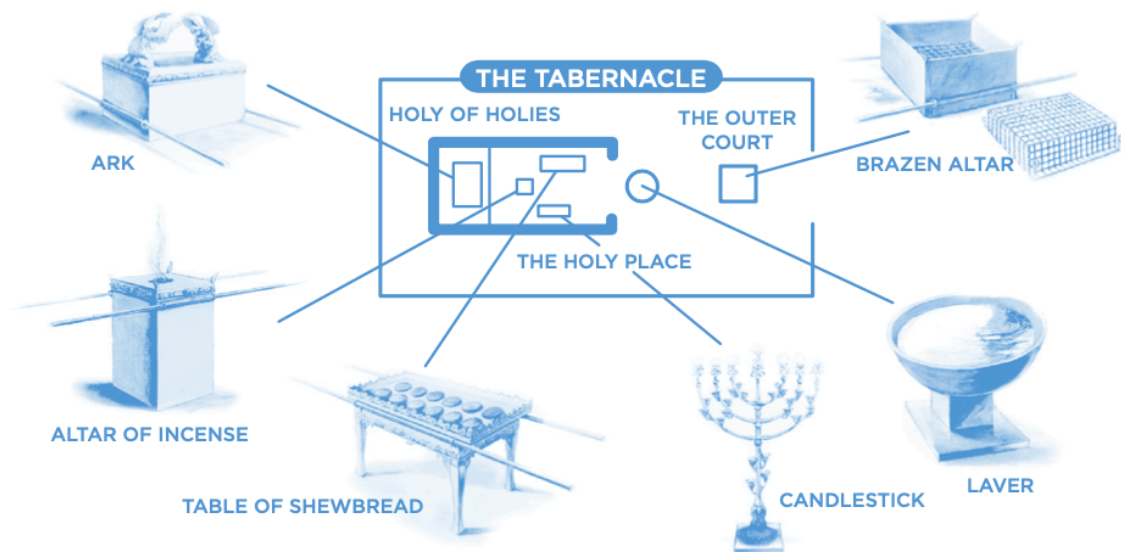 THE TABERNACLE
HOLY OF HOLIES
THE OUTER
COURT
ARK
BRAZEN ALTAR
THE HOLY PLACE
ALTAR OF INCENSE
TABLE OF SHEWBREAD
CANDLESTICK
LAVER